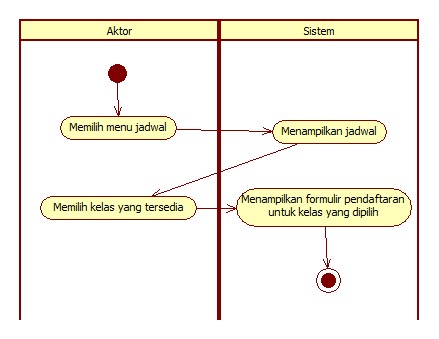 Aktor
Sistem
Memilih menu jadwal
Menampilkan jadwal
Memilih kelas yang tersedia
Menampilkan formulir pendaftaran
untuk kelas yang dipilih